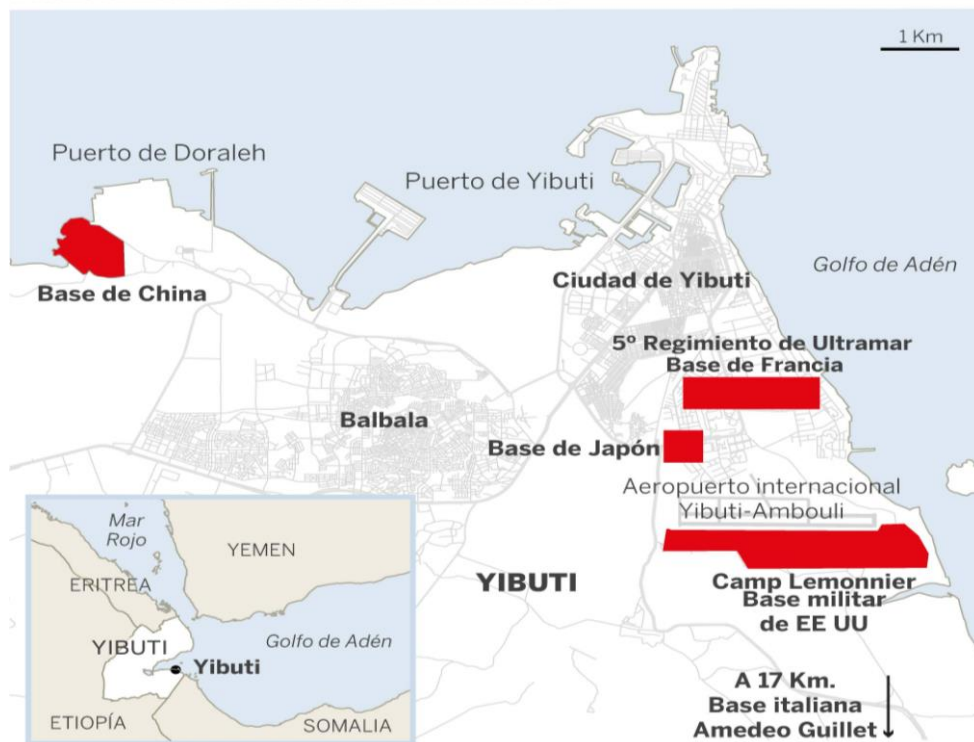 1 Km
Puerto de Doraleh
Puerto de Yibuti
Golfo de Adén
Ciudad de Yibuti
Base de China
5º Regimiento de Ultramar
Base de Francia
Balbala
Base de Japón
Aeropuerto internacional
Yibuti-Ambouli
Camp Lemonnier
Base militar
de EE UU
YIBUTI
A 17 Km.
Base italiana
Amedeo Guillet
Mar
Rojo
YEMEN
ERITREA
YIBUTI
Golfo de Adén
Yibuti
ETIOPÍA
SOMALIA